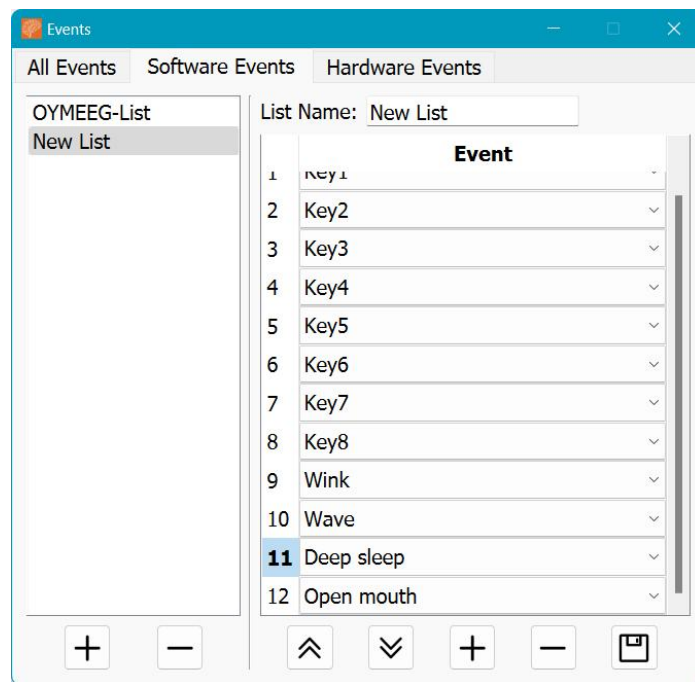 Events
All Events Software Events Hardware Events
OYMEEG-List
New List
List Name: New List
Event
1 Key1
2 Key2
3 Key3
4 Key4
5 Key5
6 Key6
7 Key7
8 Key8
9 Wink
10 Wave
11 Deep sleep
12 Open mouth